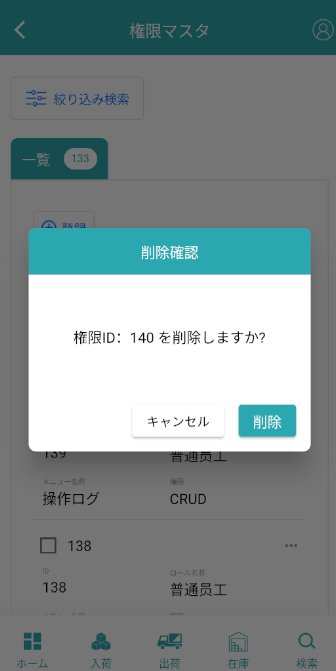 権限マスタ
絞り込み検索
一覧 133
登録
削除確認
権限ID：140 を削除しますか?
キャンセル 削除
139 普通员工
メニュー名称 権限
操作ログ CRUD
138
ID ロール名称
138 普通员工
ホーム 入荷 出荷 在庫 検索